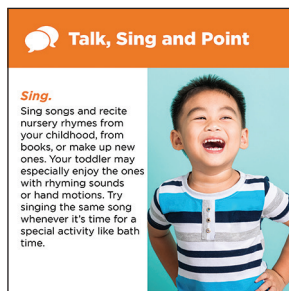 Talk, Sing and Point
Sing.
Sing songs and recite
nursery rhymes from
your childhood, from
books, or make up new
ones. Your toddler may
especially enjoy the ones
with rhyming sounds
or hand motions. Try
singing the same song
whenever it's time for a
special activity like bath
time.